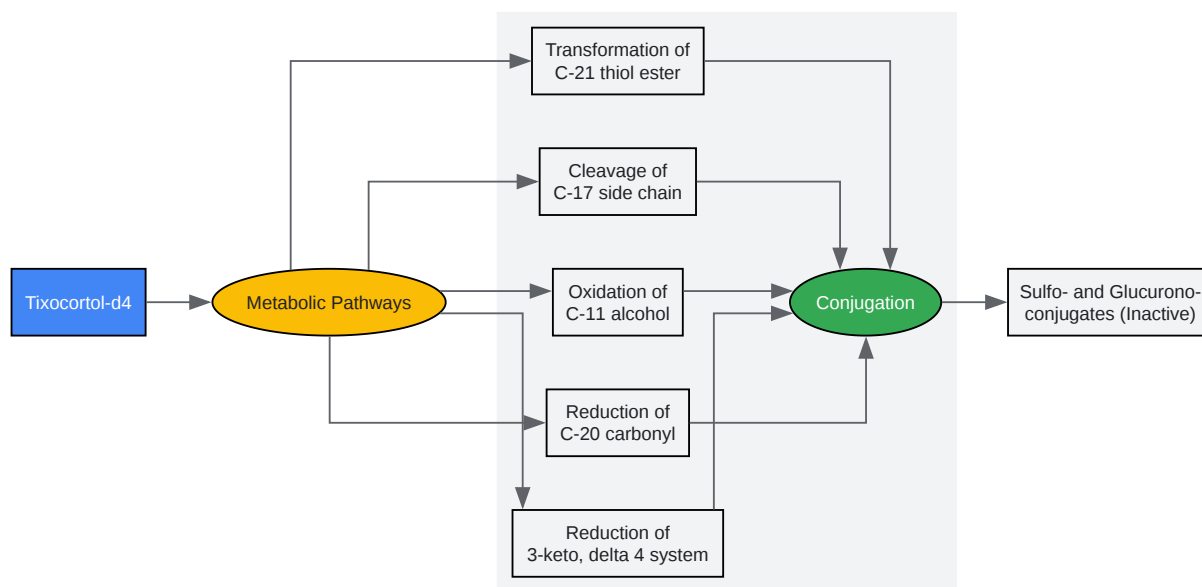 Transformation of
C-21 thiol ester
Cleavage of
C-17 side chain
Tixocortol-d4
Metabolic Pathways
Oxidation of
C-11 alcohol
Conjugation
Sulfo- and Glucurono-
conjugates (Inactive)
Reduction of
C-20 carbonyl
Reduction of
3-keto, delta 4 system